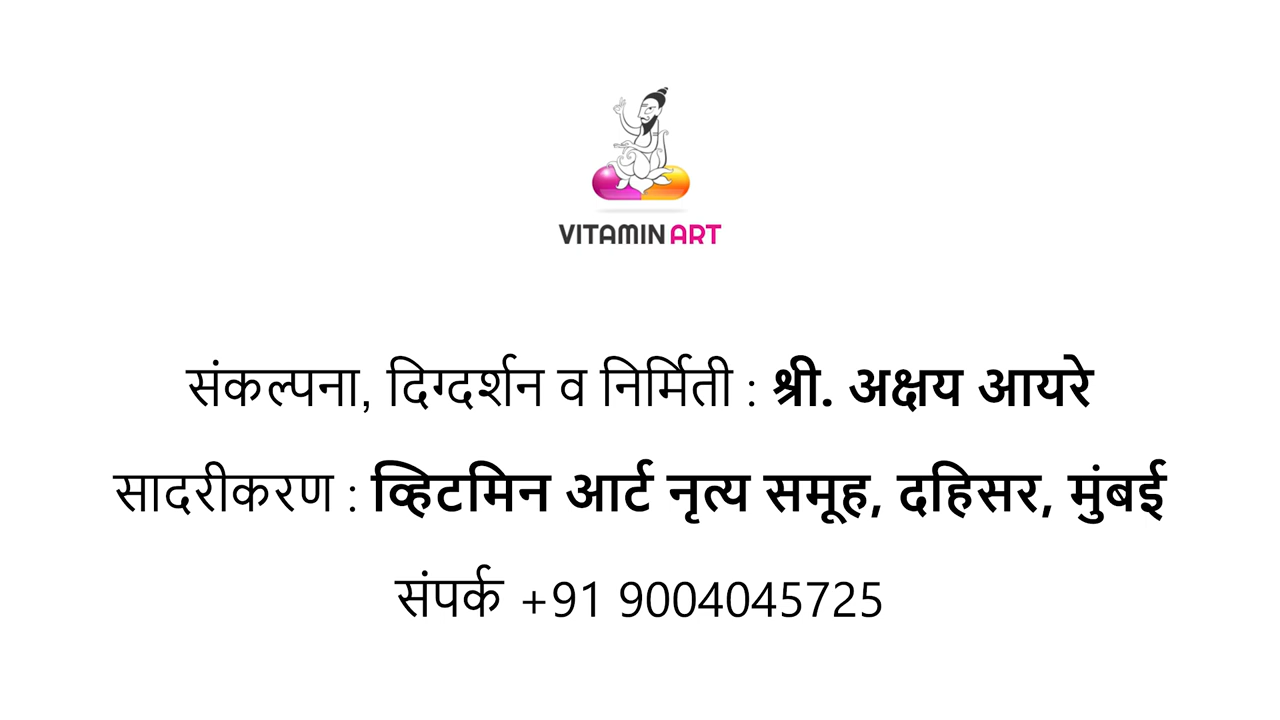 VITAMIN ART
संकल्पना, दिग्दर्शन व निर्मिती : श्री. अक्षय आयरे
सादरीकरण : व्हिटमिन आर्ट नृत्य समूह, दहिसर, मुंबई
संपर्क +91 9004045725